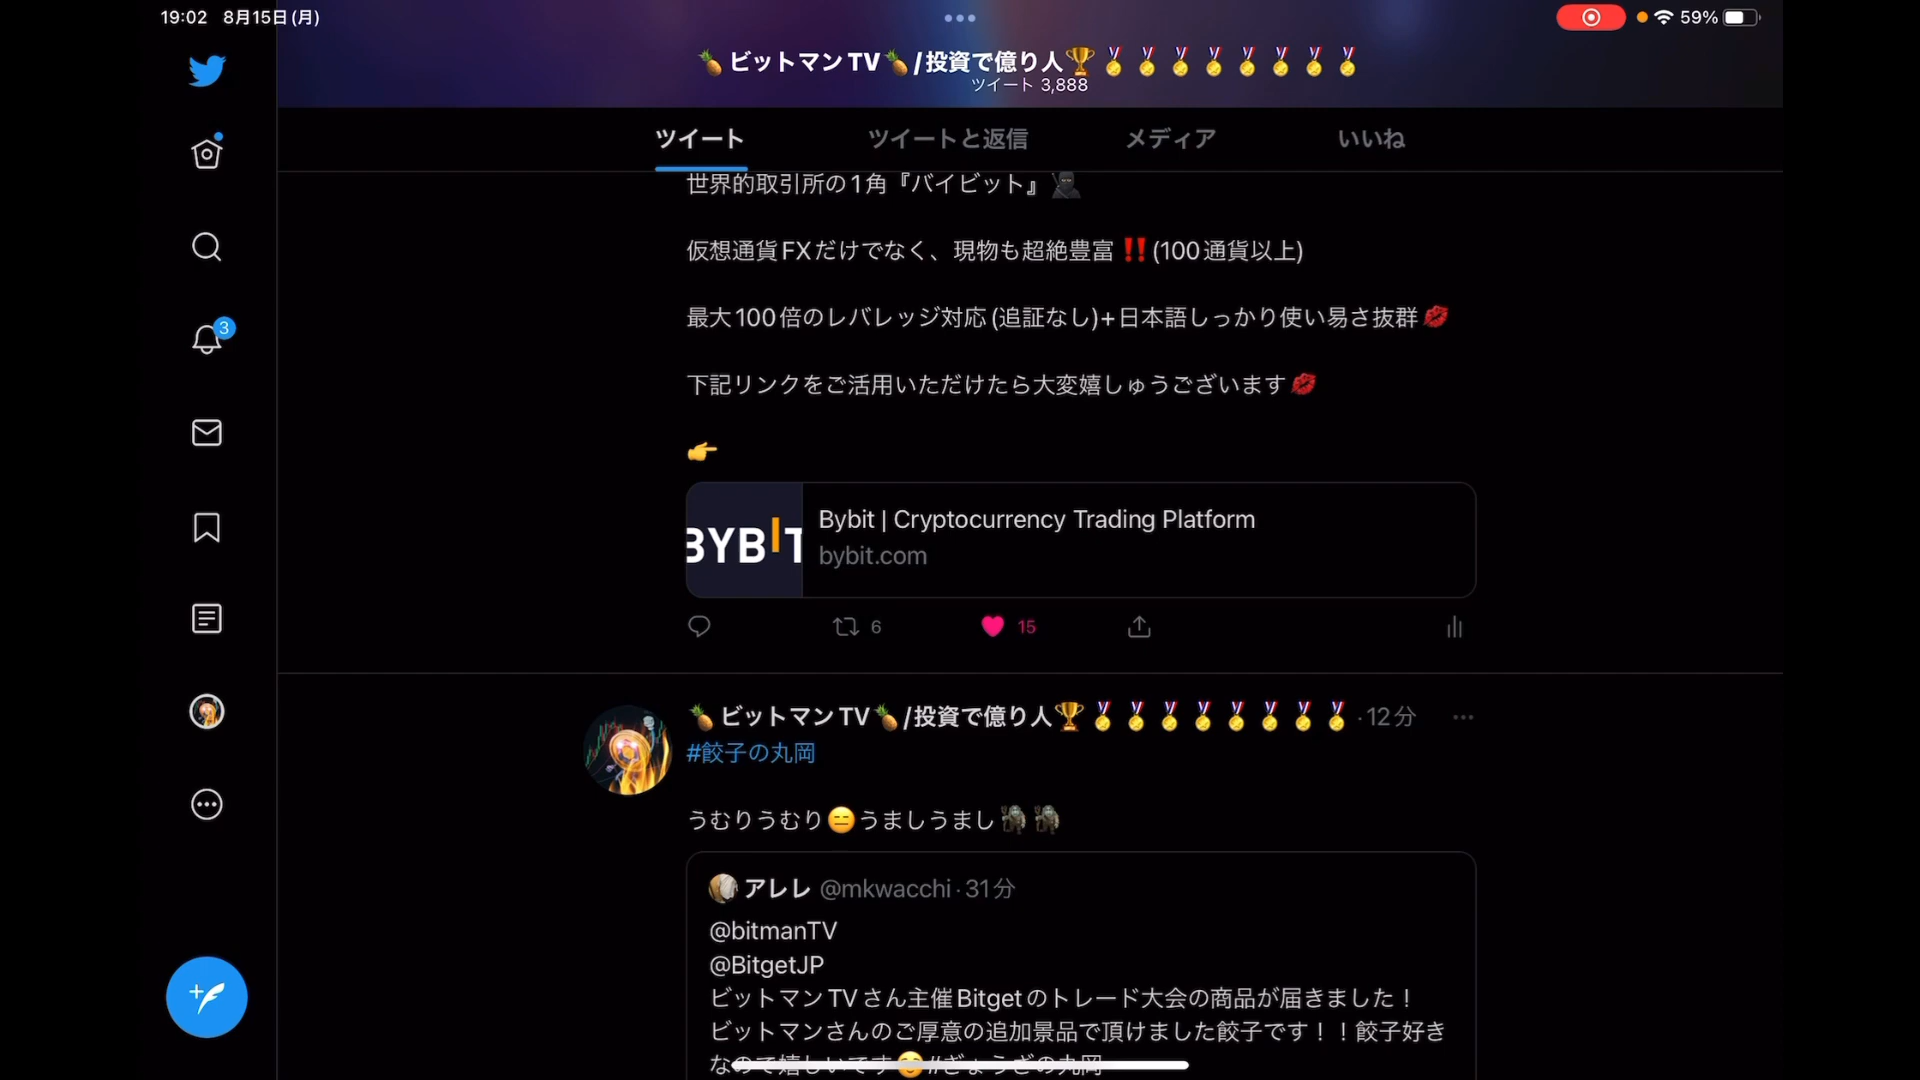 19:02 8月15日(月)
59%
🍍ビットマンTV🍍/投資で億り人🏆🏅🏅🏅🏅🏅🏅🏅🏅
ツイート 3,888
ツイート ツイートと返信 メディア いいね
世界的取引所の1角『バイビット』🥷
仮想通貨FXだけでなく、現物も超絶豊富‼️(100通貨以上)
3
最大100倍のレバレッジ対応(追証なし)+日本語しっかり使い易さ抜群💋
下記リンクをご活用いただけたら大変嬉しゅうございます💋
👉
BYBIT
Bybit | Cryptocurrency Trading Platform
bybit.com
6 15
🍍ビットマンTV🍍/投資で億り人🏆🏅🏅🏅🏅🏅🏅🏅🏅 · 12分
#餃子の丸岡
うむりうむり😑うましうまし🧌🧌
アレレ @mkwacchi · 31分
@bitmanTV
@BitgetJP
ビットマンTVさん主催Bitgetのトレード大会の商品が届きました！
ビットマンさんのご厚意の追加景品で頂けました餃子です！！餃子好き
なので嬉しいです😊#ぎょうざの丸岡